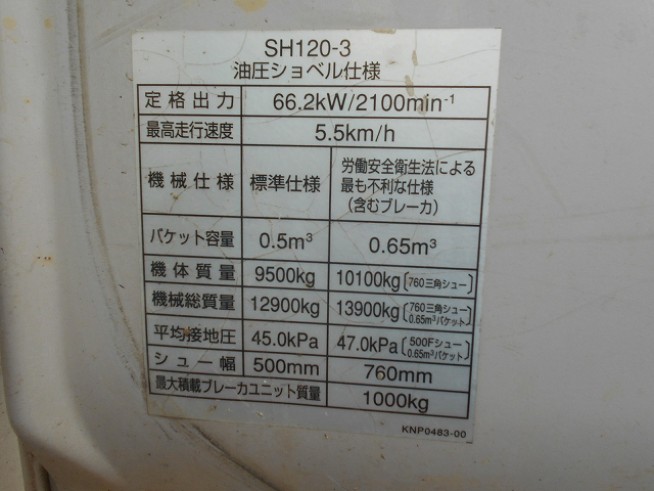 SH120-3
油圧ショベル仕様
定格出力 66.2kW/2100min-¹
最高走行速度 5.5km/h
機械仕様 標準仕様 労働安全衛生法による
最も不利な仕様
(含むブレーカ)
バケット容量 0.5m³ 0.65m³
機体質量 9500kg 10100kg〔760三角シュー〕
機械総質量 12900kg 13900kg〔760三角シュー
0.65m³バケット〕
平均接地圧 45.0kPa 47.0kPa〔500Fシュー
0.65m³バケット〕
シュー幅 500mm 760mm
最大積載ブレーカユニット質量 1000kg
KNP0483-00